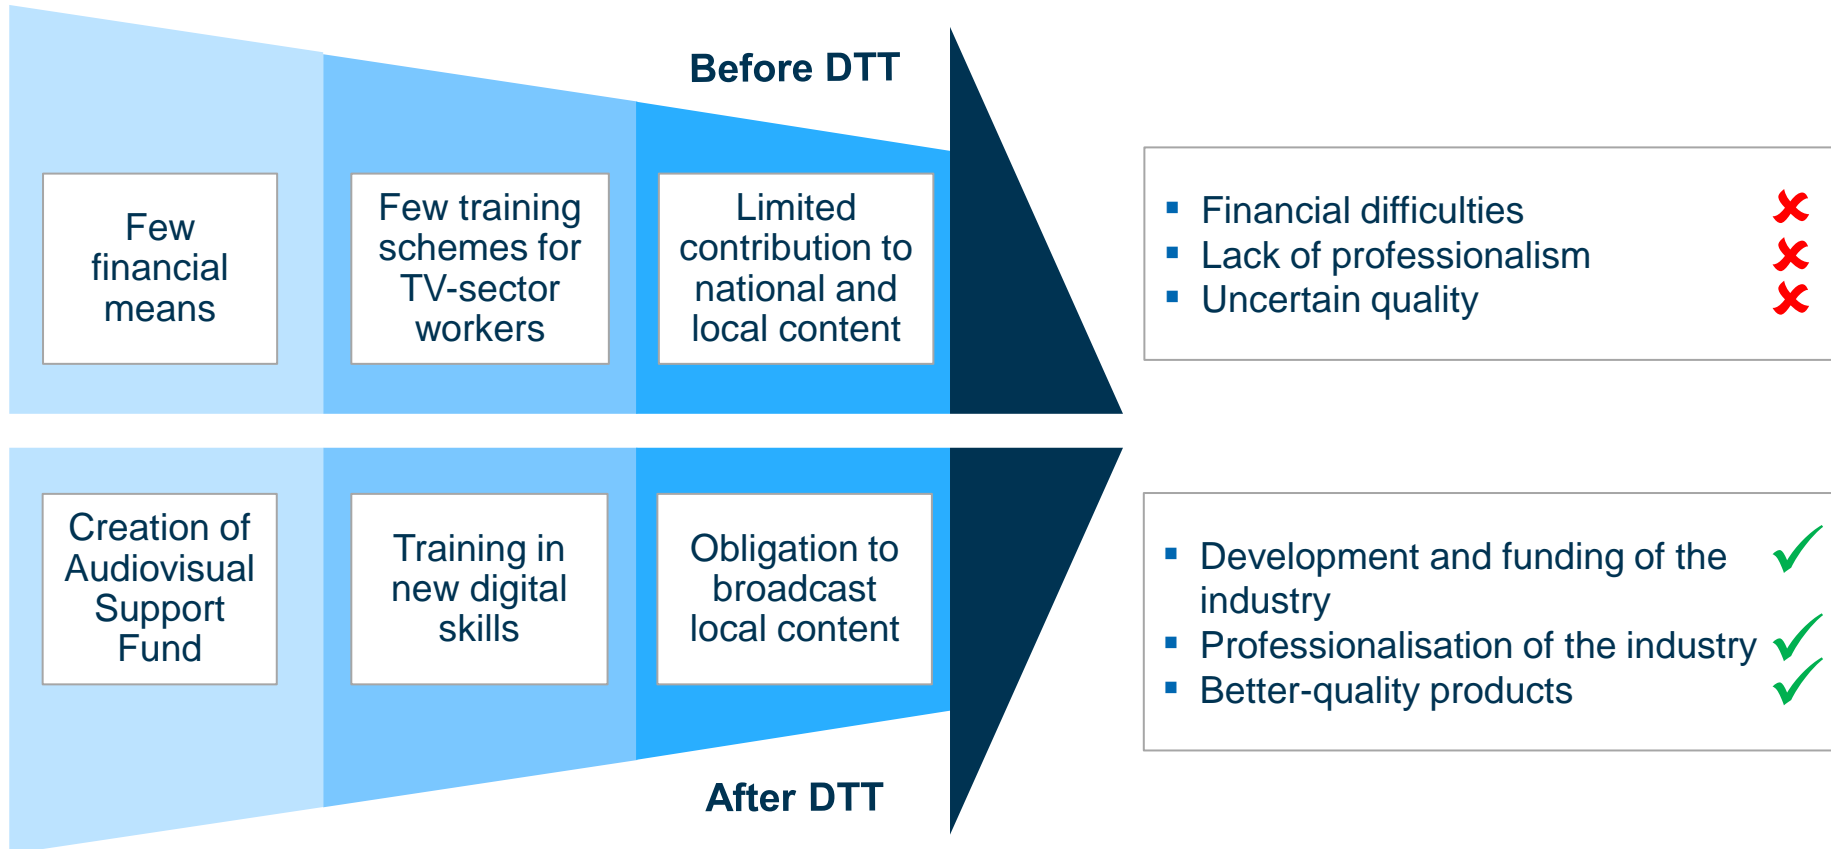 Before DTT
Few
financial
means
Few training
schemes for
TV-sector
workers
Limited
contribution to
national and
local content
▪ Financial difficulties ✘
▪ Lack of professionalism ✘
▪ Uncertain quality ✘
Creation of
Audiovisual
Support
Fund
Training in
new digital
skills
Obligation to
broadcast
local content
▪ Development and funding of the ✓
industry
▪ Professionalisation of the industry ✓
▪ Better-quality products ✓
After DTT